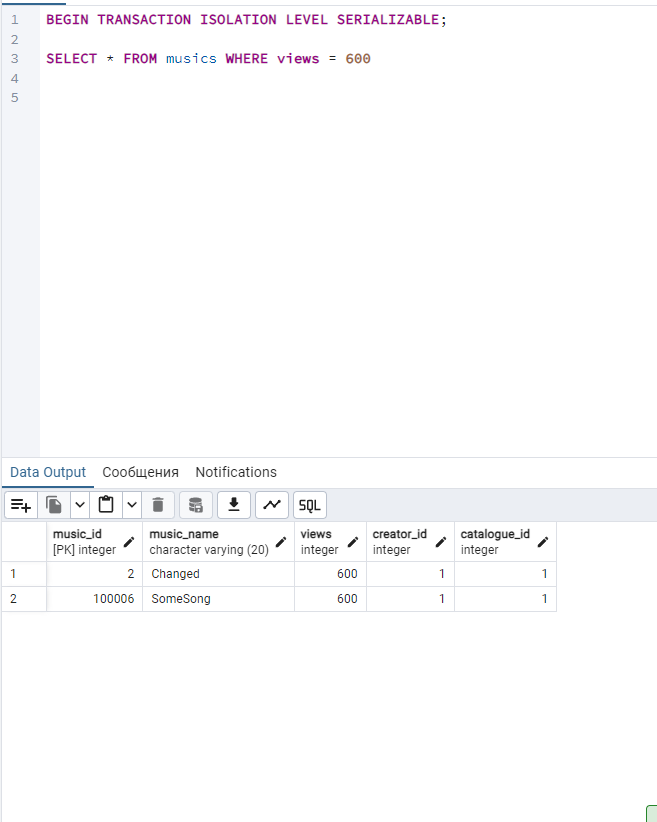 1 BEGIN TRANSACTION ISOLATION LEVEL SERIALIZABLE;
2
3 SELECT * FROM musics WHERE views = 600
4
5
Data Output Сообщения Notifications
SQL
music_id music_name views creator_id catalogue_id
[PK] integer character varying (20) integer integer integer
1 2 Changed 600 1 1
2 100006 SomeSong 600 1 1